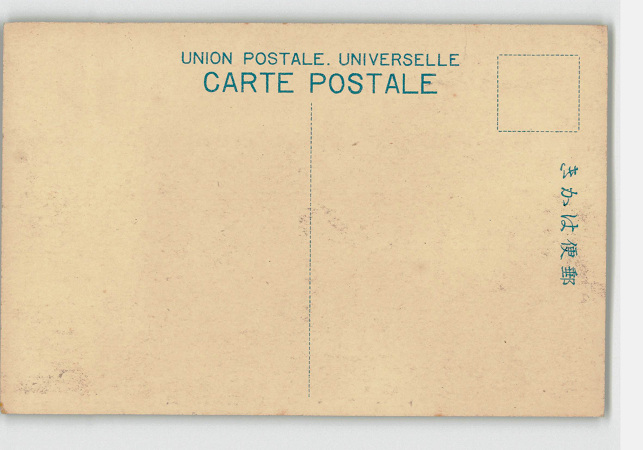 UNION POSTALE. UNIVERSELLE
CARTE POSTALE
きかは便郵